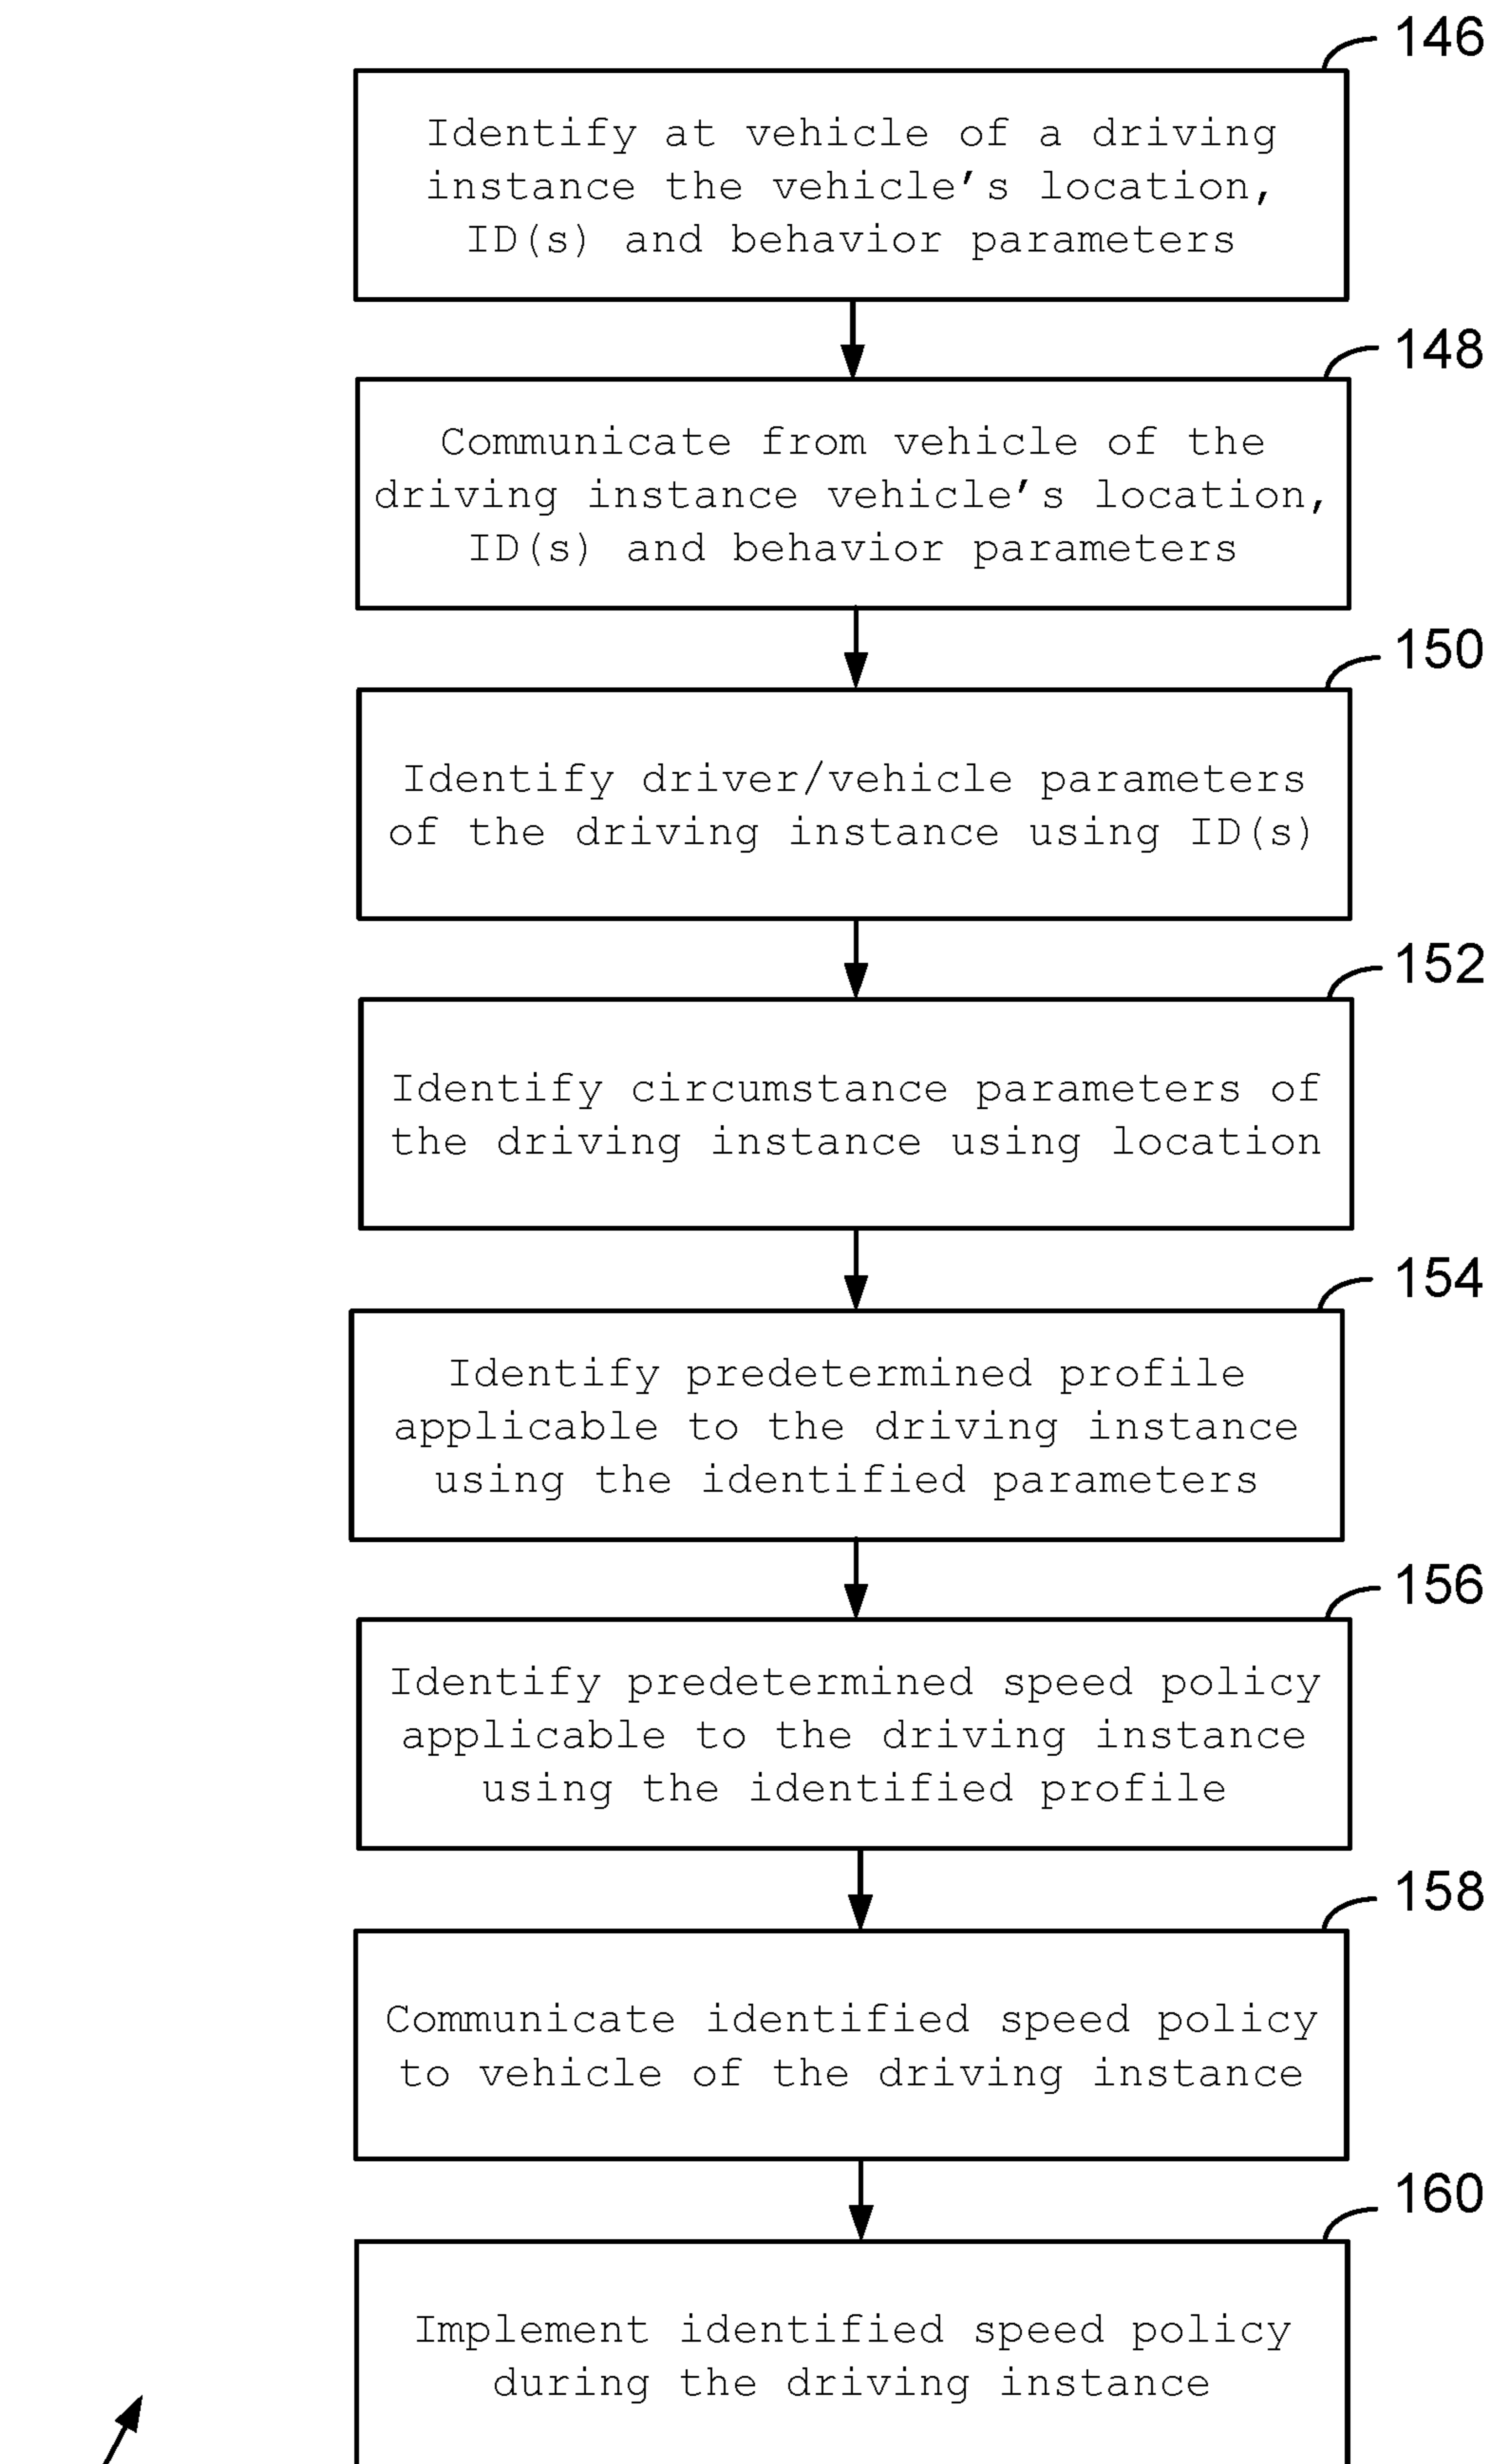 146
Identify at vehicle of a driving
instance the vehicle’s location,
ID(s) and behavior parameters
148
Communicate from vehicle of the
driving instance vehicle’s location,
ID(s) and behavior parameters
150
Identify driver/vehicle parameters
of the driving instance using ID(s)
152
Identify circumstance parameters of
the driving instance using location
154
Identify predetermined profile
applicable to the driving instance
using the identified parameters
156
Identify predetermined speed policy
applicable to the driving instance
using the identified profile
158
Communicate identified speed policy
to vehicle of the driving instance
160
Implement identified speed policy
during the driving instance